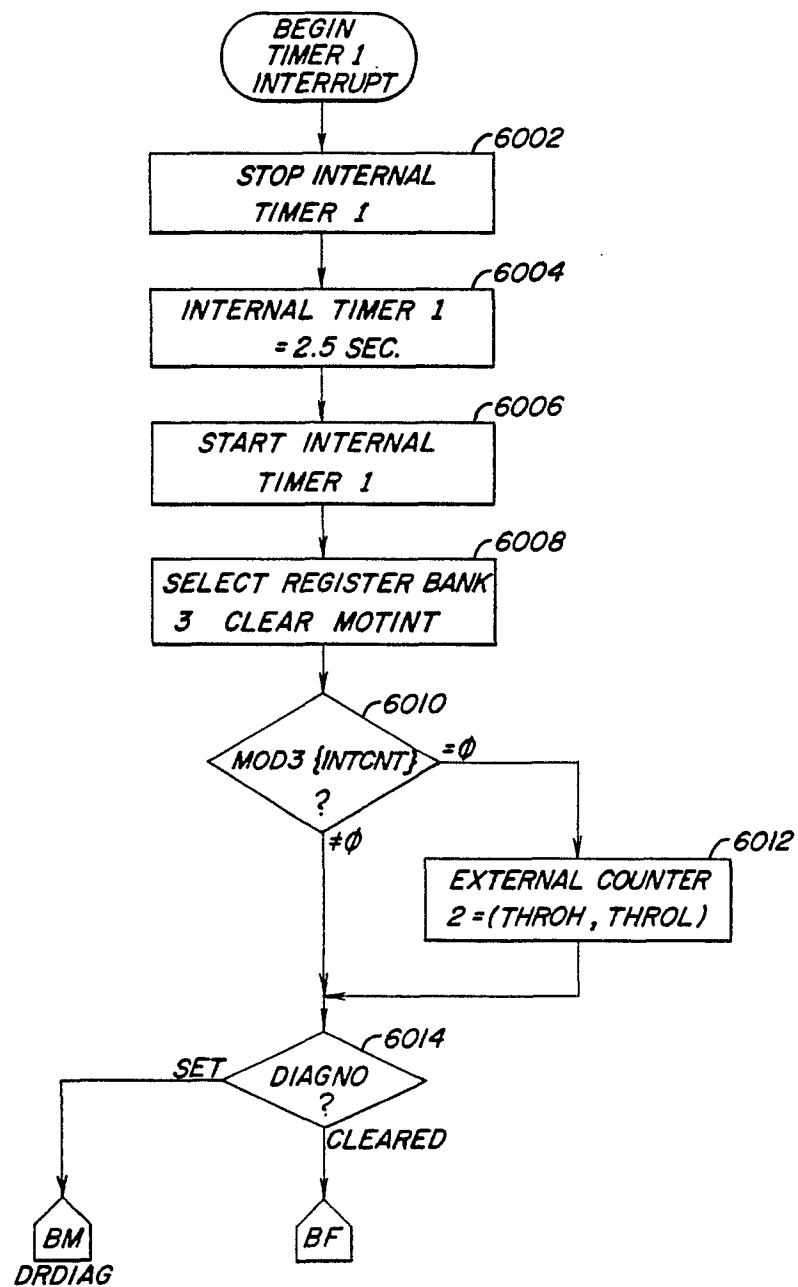 BEGIN
TIMER 1
INTERRUPT
6002
STOP INTERNAL
TIMER 1
6004
INTERNAL TIMER 1
= 2.5 SEC.
6006
START INTERNAL
TIMER 1
6008
SELECT REGISTER BANK
3 CLEAR MOTINT
6010
MOD3 {INTCNT}
?
=ϕ
≠ϕ
6012
EXTERNAL COUNTER
2 = (THROH, THROL)
6014
SET
DIAGNO
?
CLEARED
BM
BF
DRDIAG